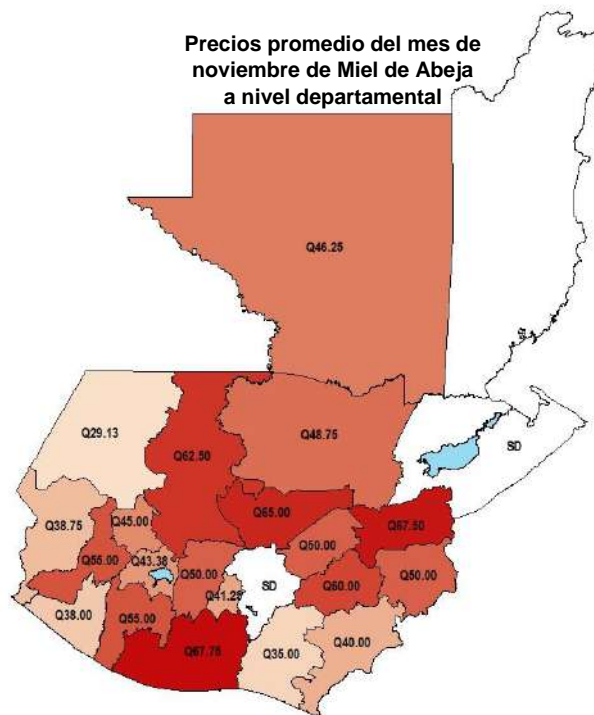 Precios promedio del mes de
noviembre de Miel de Abeja
a nivel departamental
Q46.25
Q29.13
Q62.50
Q48.75
SD
Q38.75
Q45.00
Q65.00
Q67.50
Q55.00
Q43.38
Q50.00
Q50.00
Q41.25
SD
Q60.00
Q50.00
Q38.00
Q55.00
Q67.75
Q35.00
Q40.00